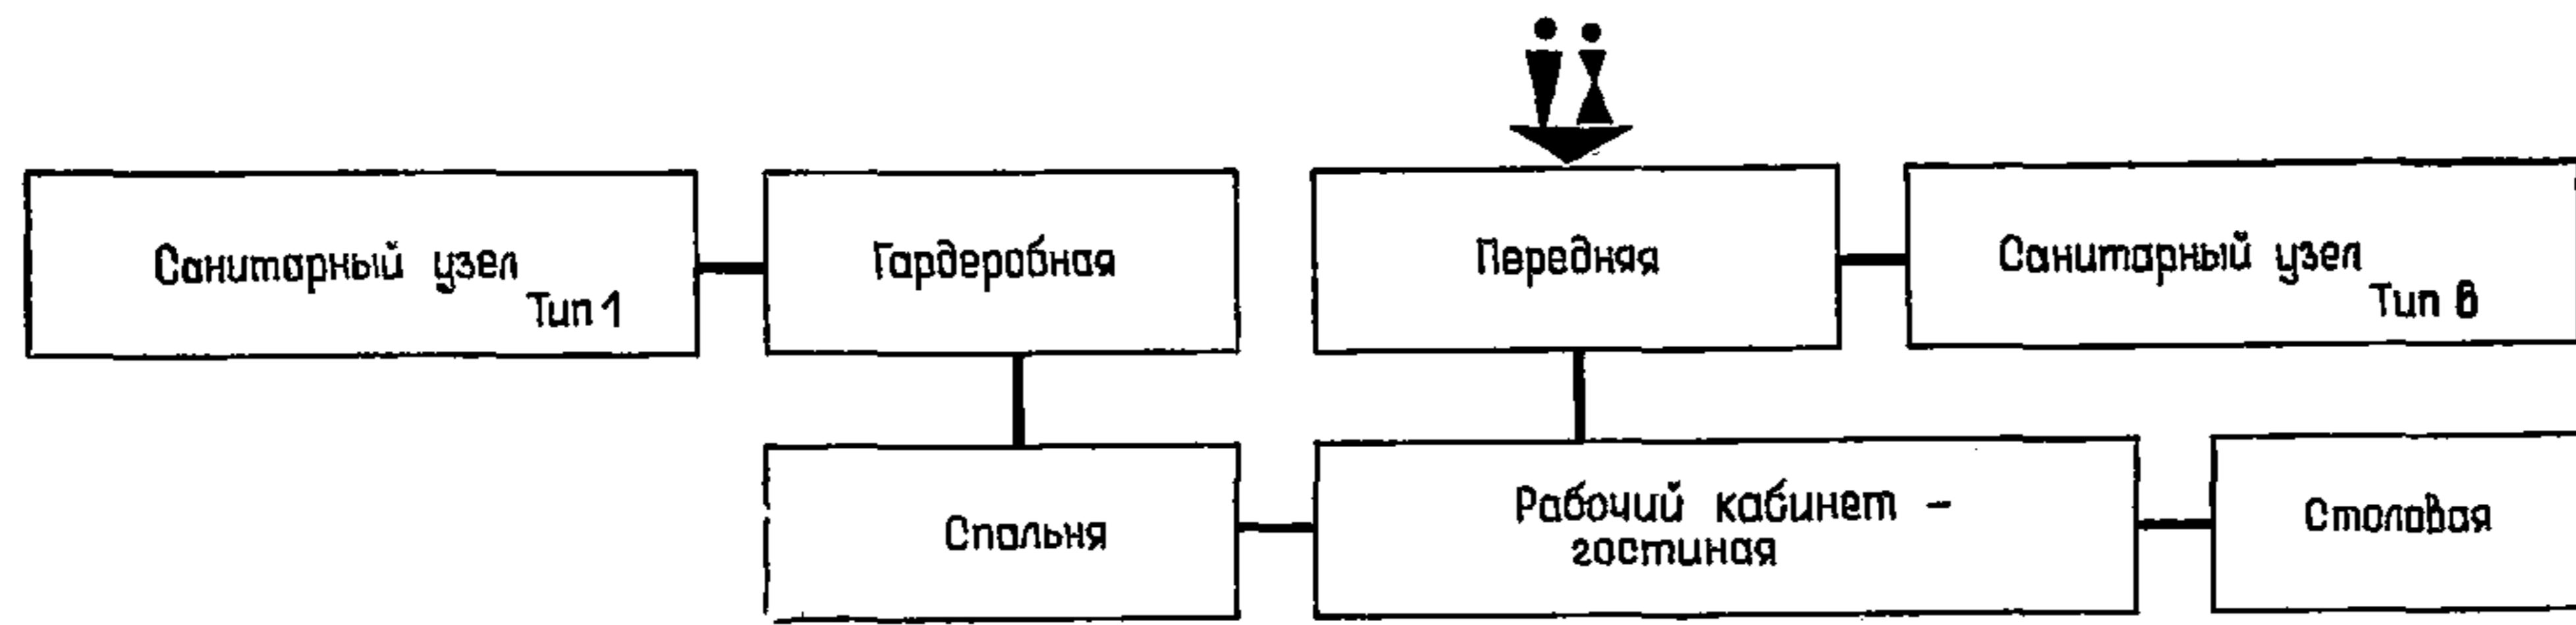 Санитарный узел
Тип 1
Гардеробная
Передняя
Санитарный узел
Тип 6
Спальня
Рабочий кабинет –
гостиная
Столовая